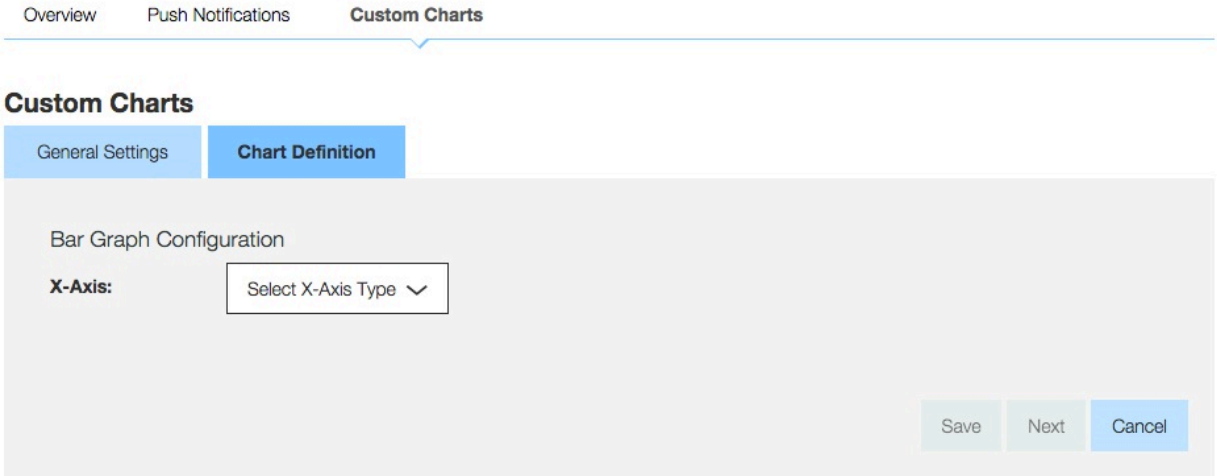 Overview Push Notifications Custom Charts
Custom Charts
General Settings Chart Definition
Bar Graph Configuration
X-Axis: Select X-Axis Type
Save Next Cancel